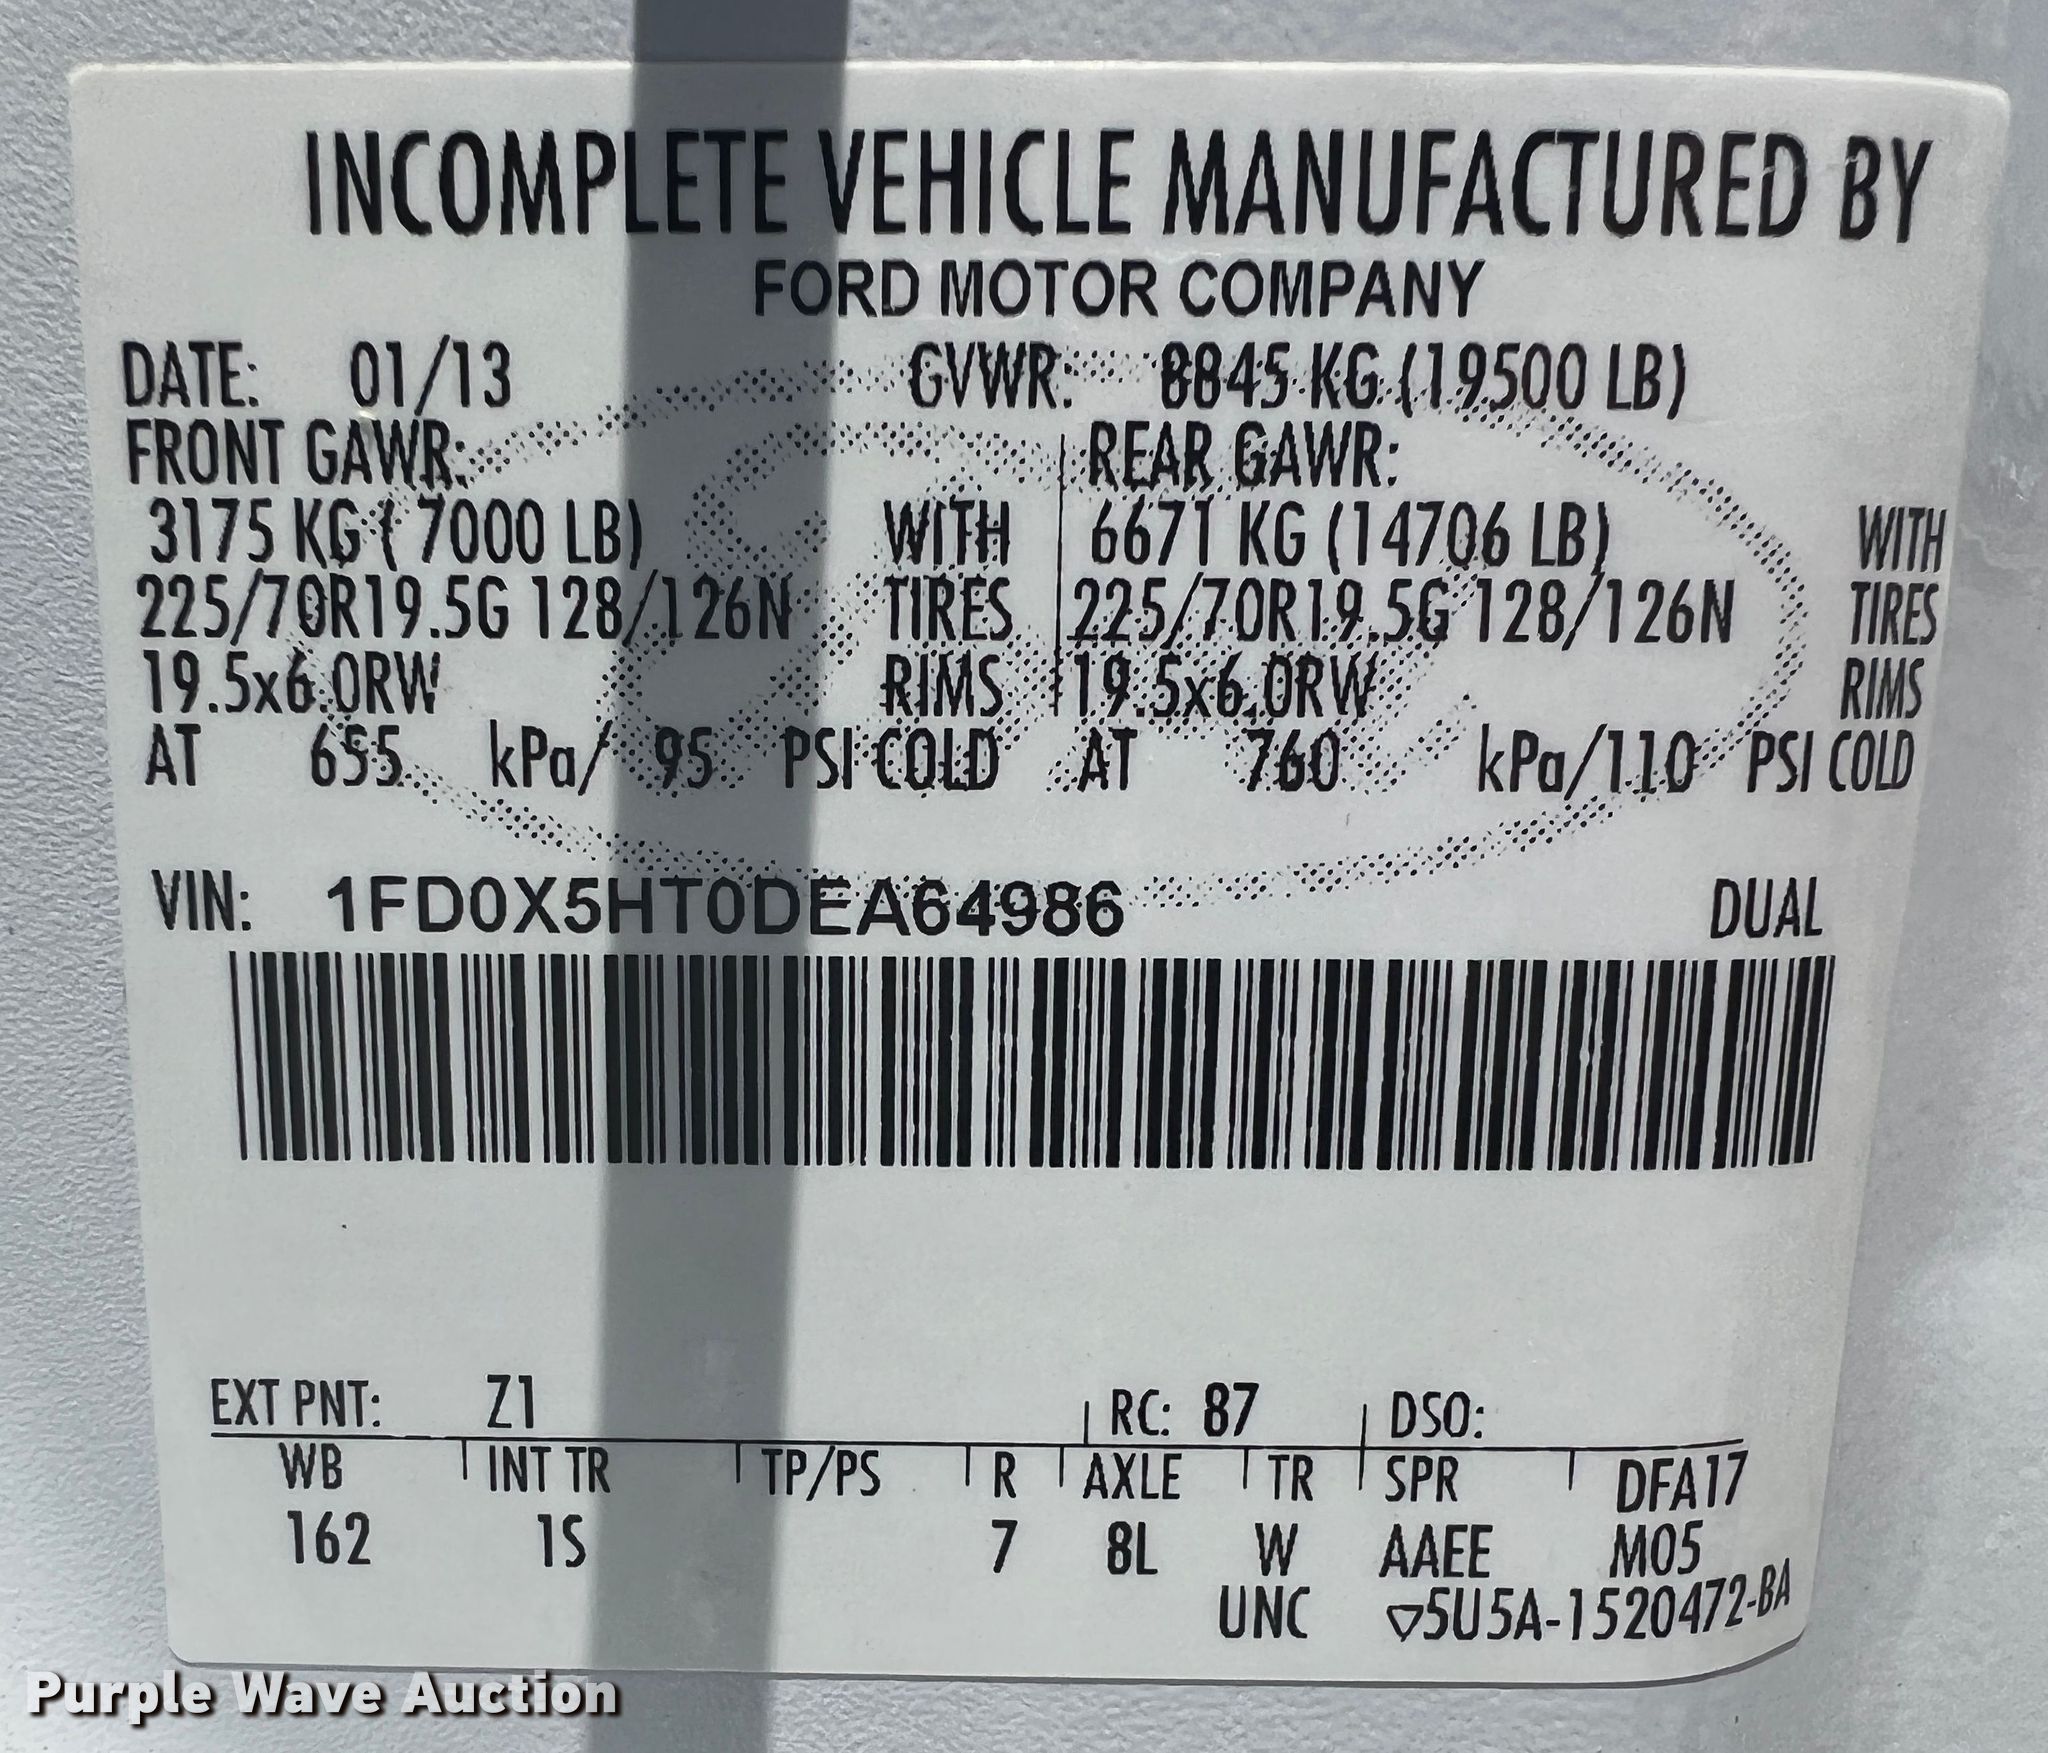 INCOMPLETE VEHICLE MANUFACTURED BY
FORD MOTOR COMPANY
DATE: 01/13 GVWR: 8845 KG (19500 LB)
FRONT GAWR: REAR GAWR:
3175 KG ( 7000 LB) WITH 6671 KG (14706 LB) WITH
225/70R19.5G 128/126N TIRES 225/70R19.5G 128/126N TIRES
19.5x6.0RW RIMS 19.5x6.0RW RIMS
AT 655 kPa/ 95 PSI COLD AT 760 kPa/110 PSI COLD
VIN: 1FD0X5HT0DEA64986 DUAL
EXT PNT: Z1 RC: 87 DSO:
WB INT TR TP/PS R AXLE TR SPR DFA17
162 1S 7 8L W AAEE M05
UNC ▽5U5A-1520472-BA
Purple Wave Auction